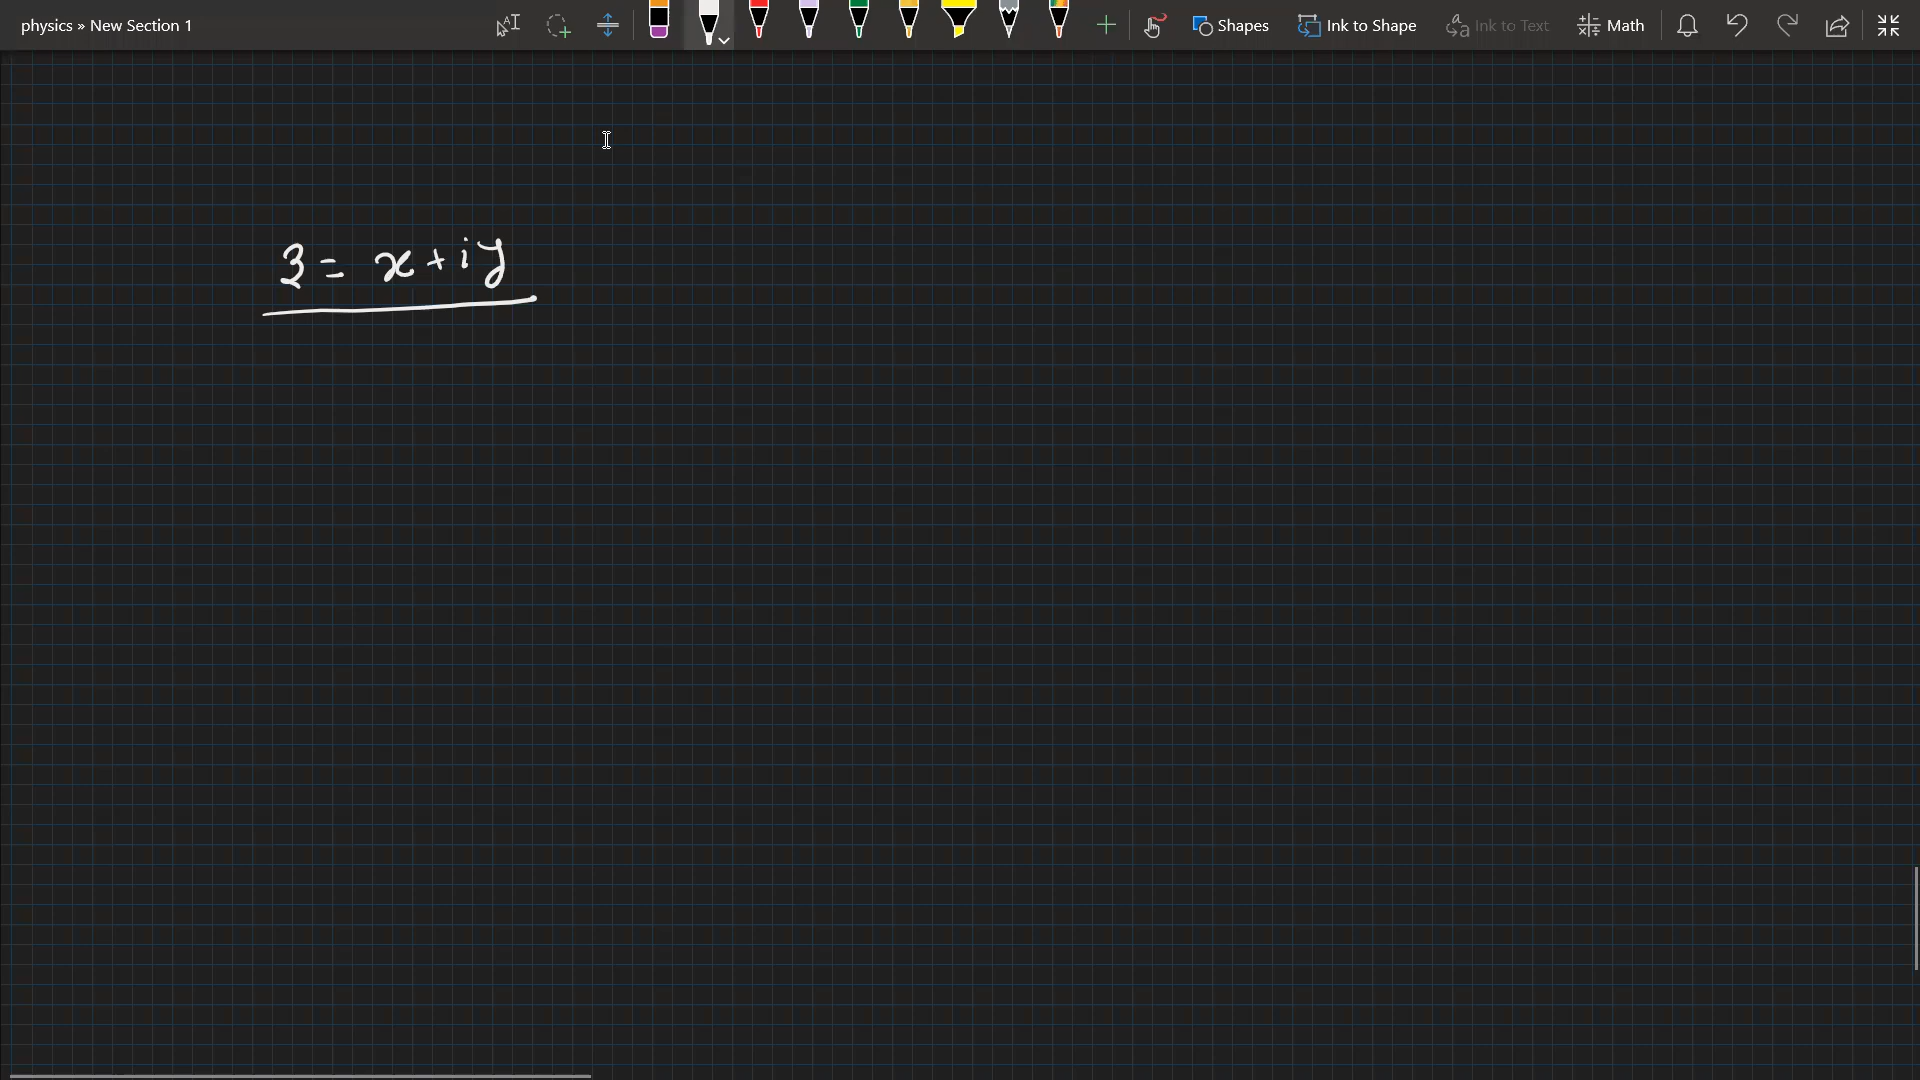 physics » New Section 1
Shapes
Ink to Shape
Ink to Text
Math
z = x + iy